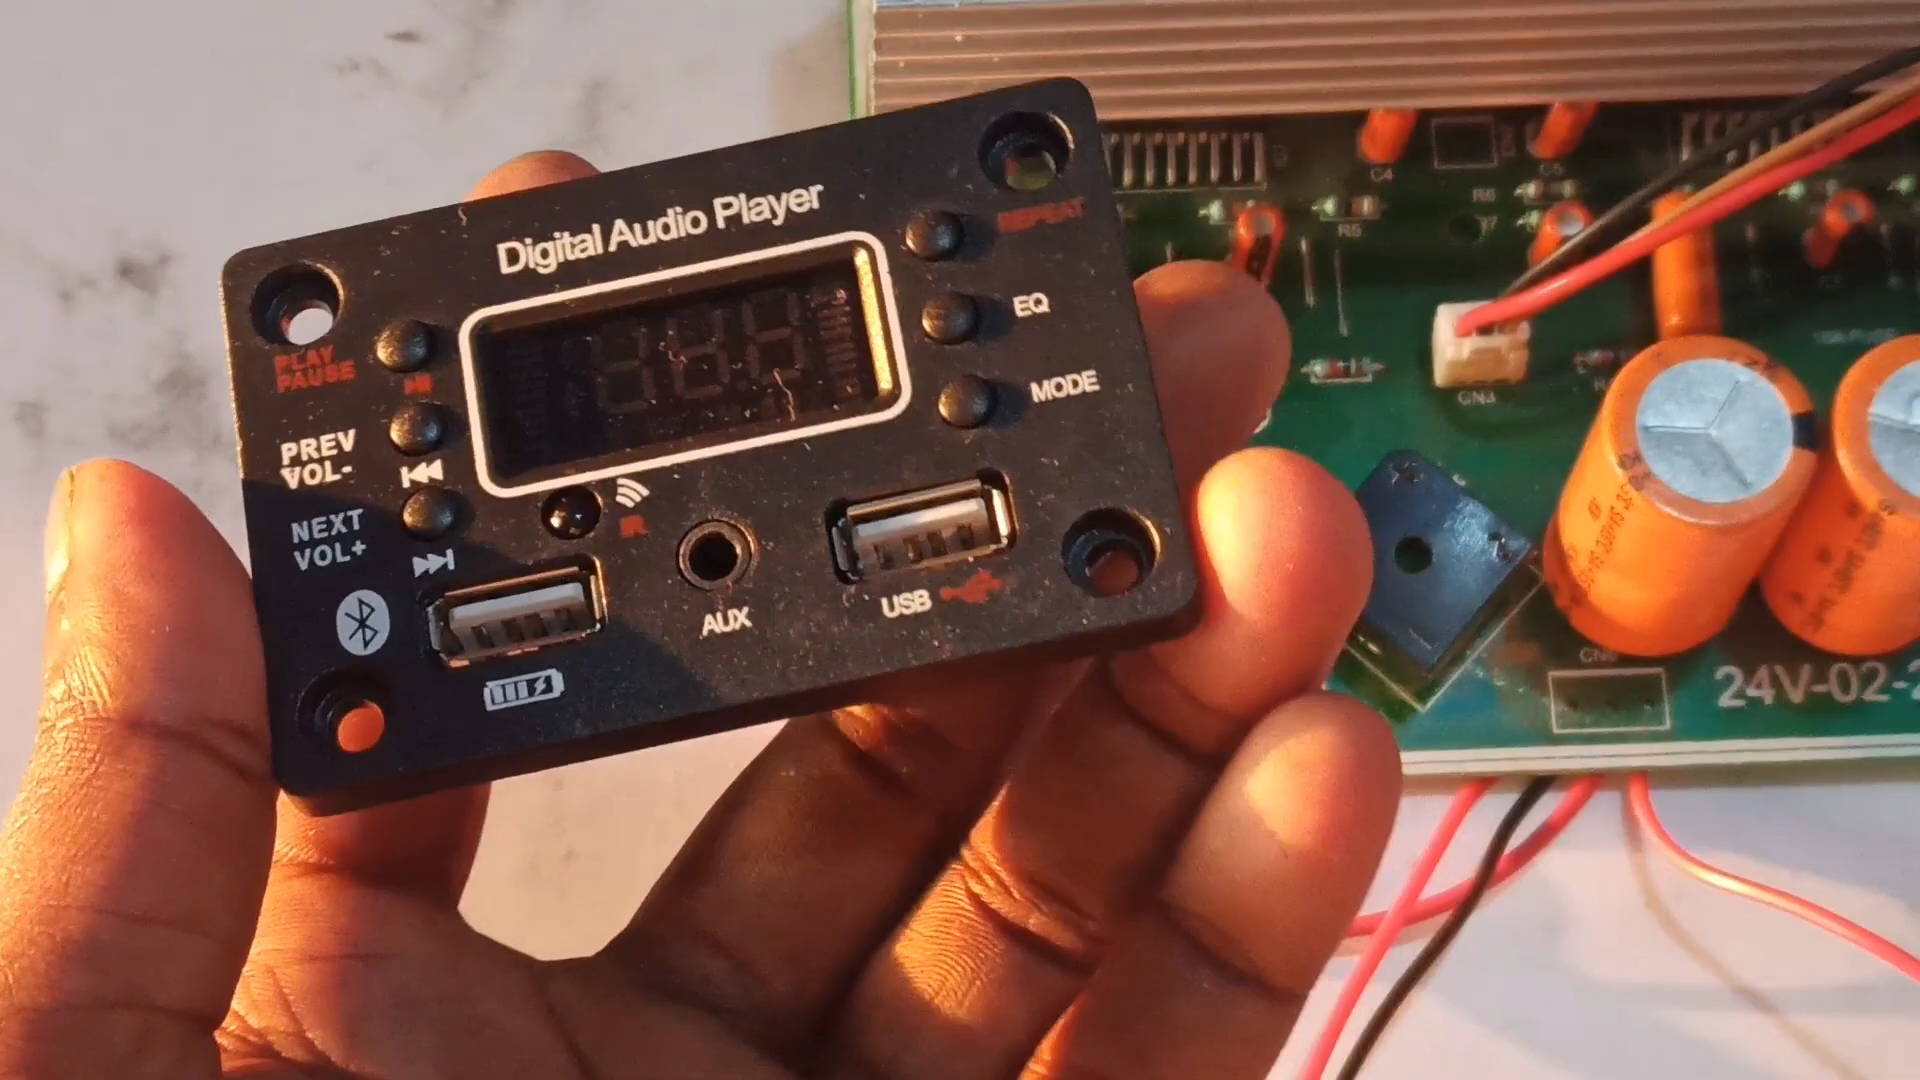 Digital Audio Player
REPEAT
EQ
MODE
PLAY
PAUSE
PREV
VOL-
NEXT
VOL+
IR
AUX
USB
C4
C5
R6
R5
CN3
24V-02-2